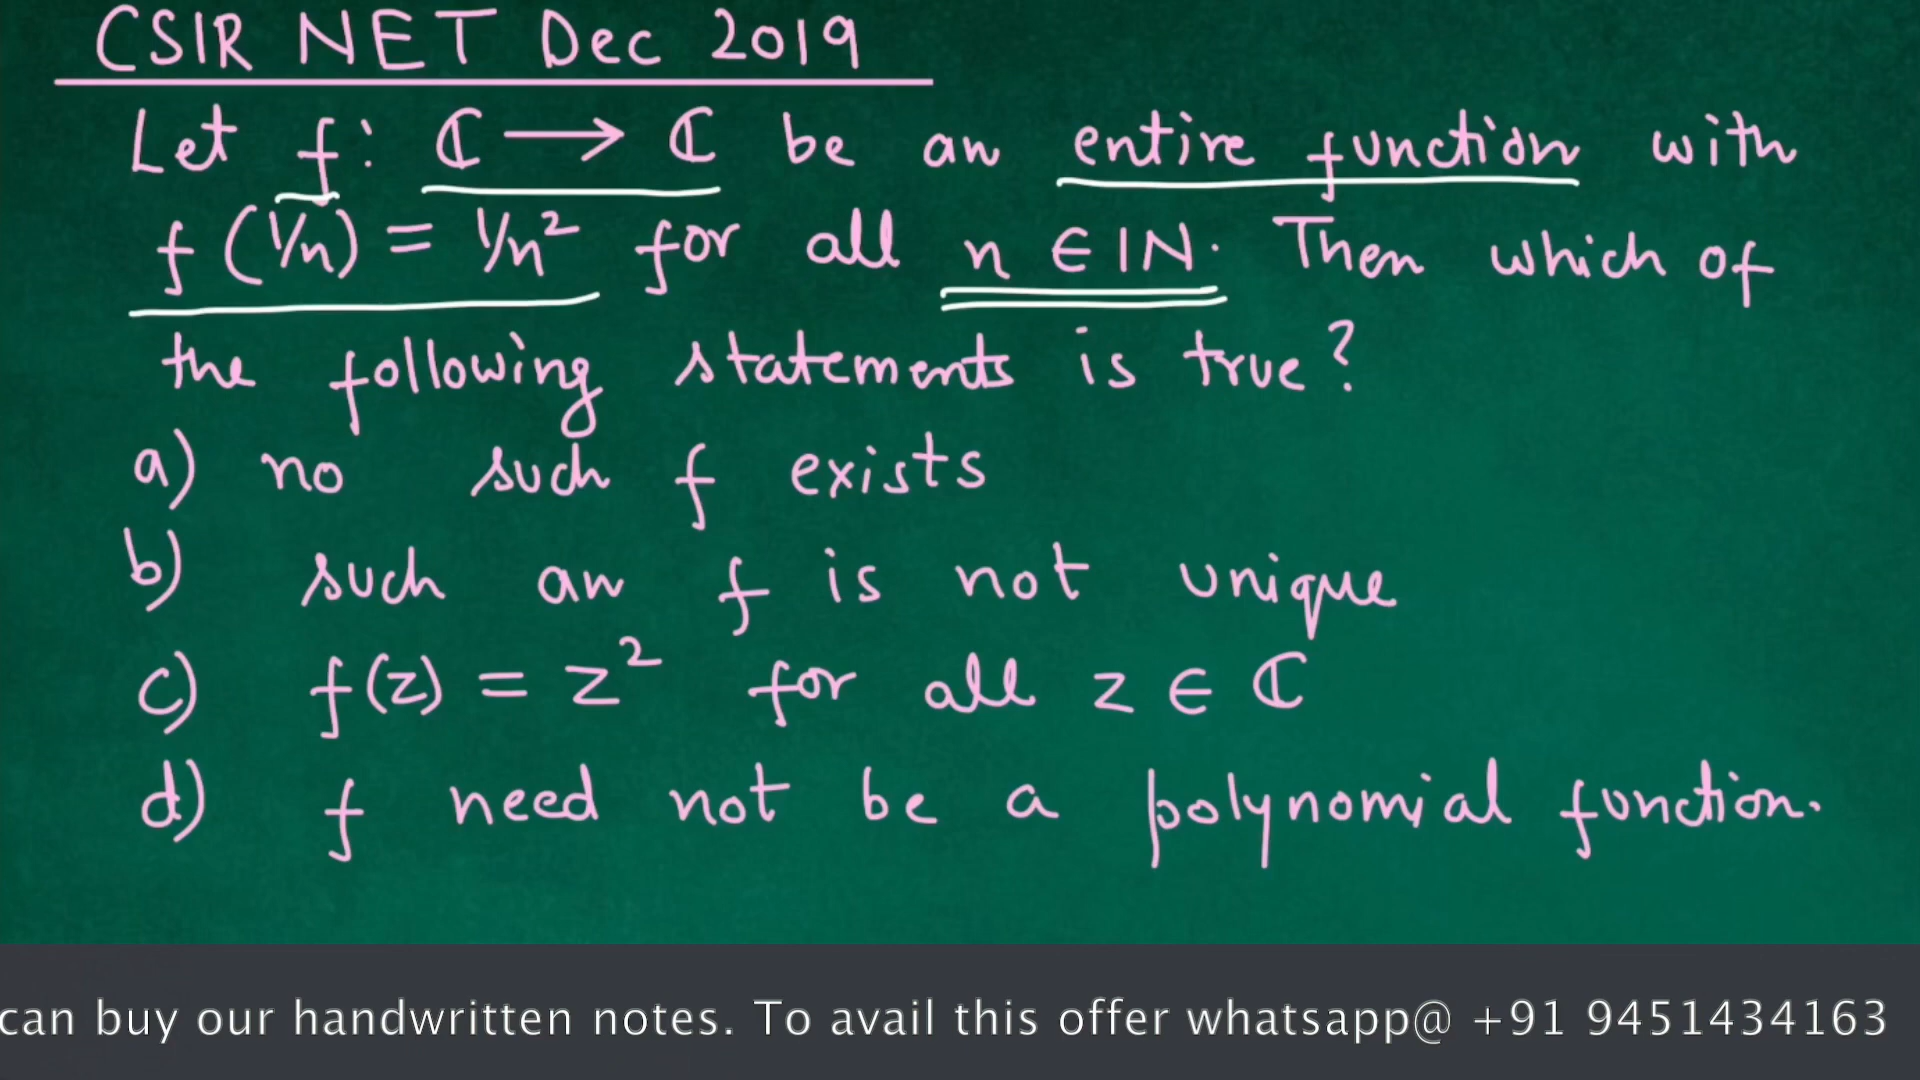 CSIR NET Dec 2019
Let f: ℂ → ℂ be an entire function with
f(1/n) = 1/n² for all n ∈ IN. Then which of
the following statements is true?
a) no such f exists
b) such an f is not unique
c) f(z) = z² for all z ∈ ℂ
d) f need not be a polynomial function.
can buy our handwritten notes. To avail this offer whatsapp@ +91 9451434163